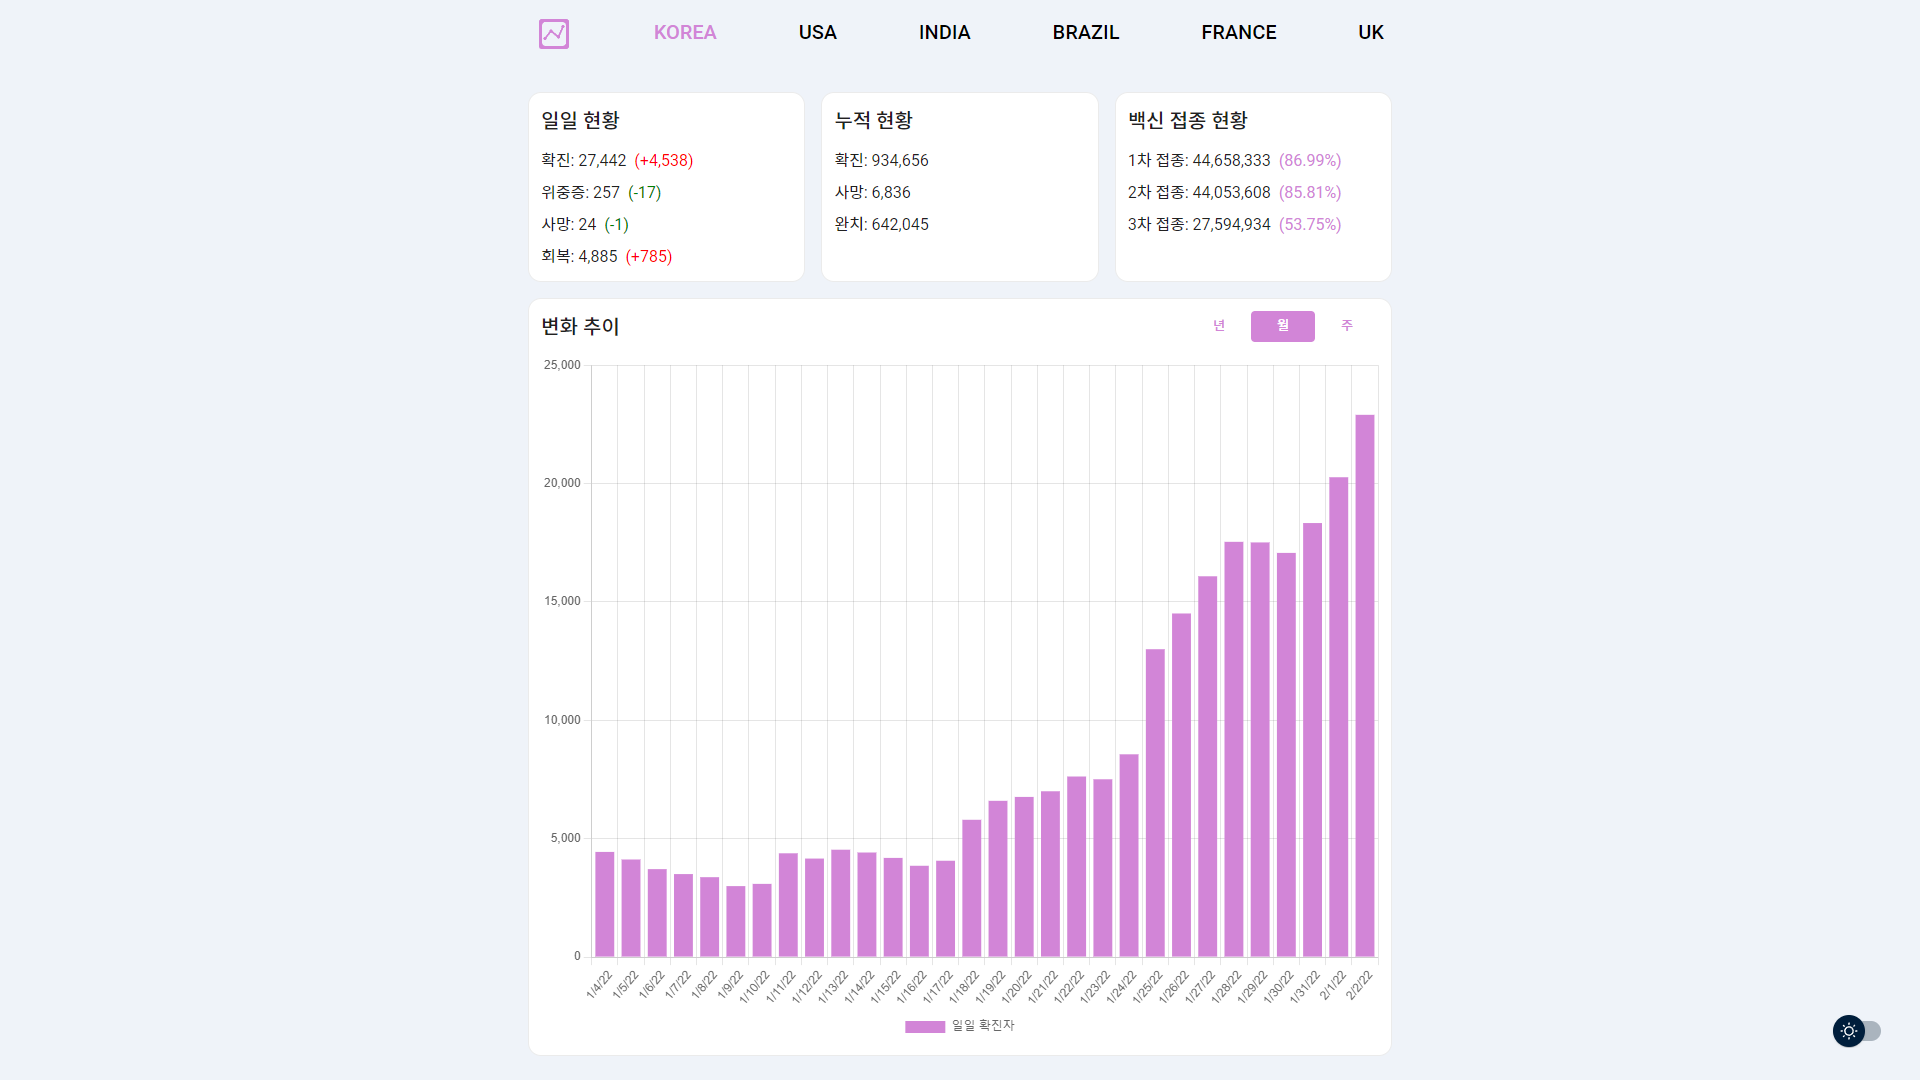 KOREA USA INDIA BRAZIL FRANCE UK
일일 현황
확진: 27,442 (+4,538)
위중증: 257 (-17)
사망: 24 (-1)
회복: 4,885 (+785)
누적 현황
확진: 934,656
사망: 6,836
완치: 642,045
백신 접종 현황
1차 접종: 44,658,333 (86.99%)
2차 접종: 44,053,608 (85.81%)
3차 접종: 27,594,934 (53.75%)
변화 추이
년 월 주
25,000
20,000
15,000
10,000
5,000
0
1/4/22 1/5/22 1/6/22 1/7/22 1/8/22 1/9/22 1/10/22 1/11/22 1/12/22 1/13/22 1/14/22 1/15/22 1/16/22 1/17/22 1/18/22 1/19/22 1/20/22 1/21/22 1/22/22 1/23/22 1/24/22 1/25/22 1/26/22 1/27/22 1/28/22 1/29/22 1/30/22 1/31/22 2/1/22 2/2/22
일일 확진자